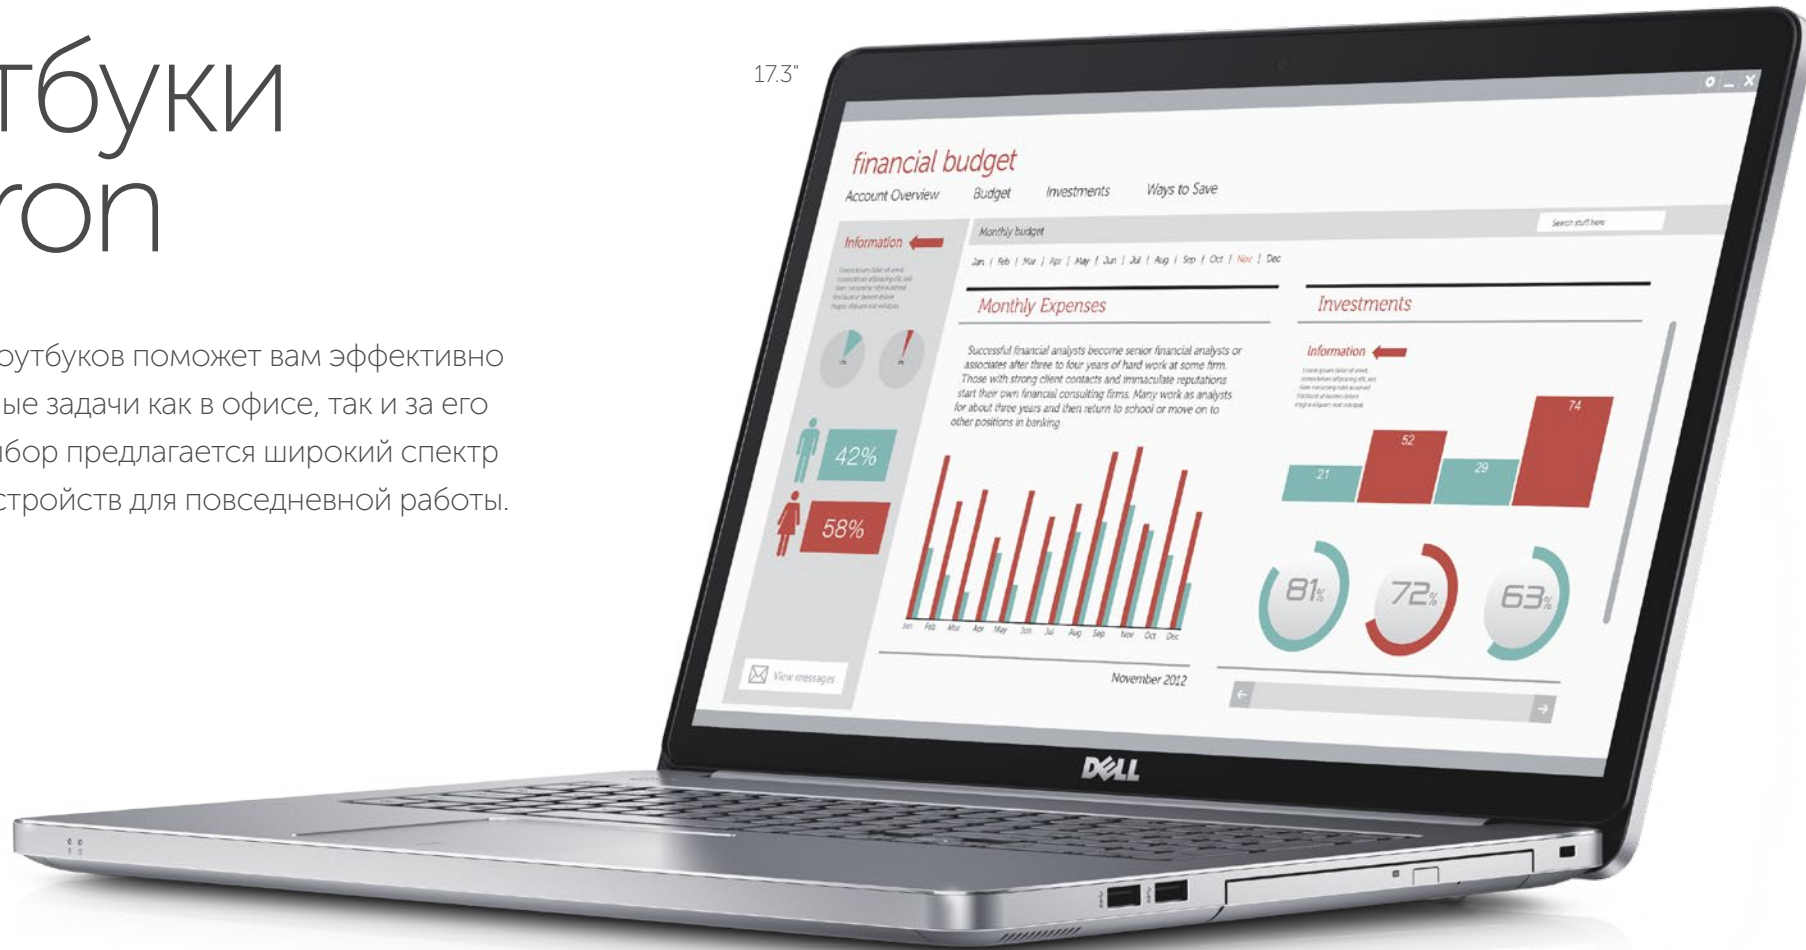 тбуки
ron
оутбуков поможет вам эффективно
ые задачи как в офисе, так и за его
бор предлагается широкий спектр
стройств для повседневной работы.
17.3"
financial budget
Account Overview Budget Investments Ways to Save
Information
Monthly budget
Search stuff here
Jan | Feb | Mar | Apr | May | Jun | Jul | Aug | Sep | Oct | Nov | Dec
Monthly Expenses
Successful financial analysts become senior financial analysts or
associates after three to four years of hard work at some firm.
Those with strong client contacts and immaculate reputations
start their own financial consulting firms. Many work as analysts
for about three years and then return to school or move on to
other positions in banking.
42%
58%
Jan Feb Mar Apr May Jun Jul Aug Sep Nov Oct Dec
November 2012
View messages
Investments
Information
21 52 29 74
81% 72% 63%
DELL